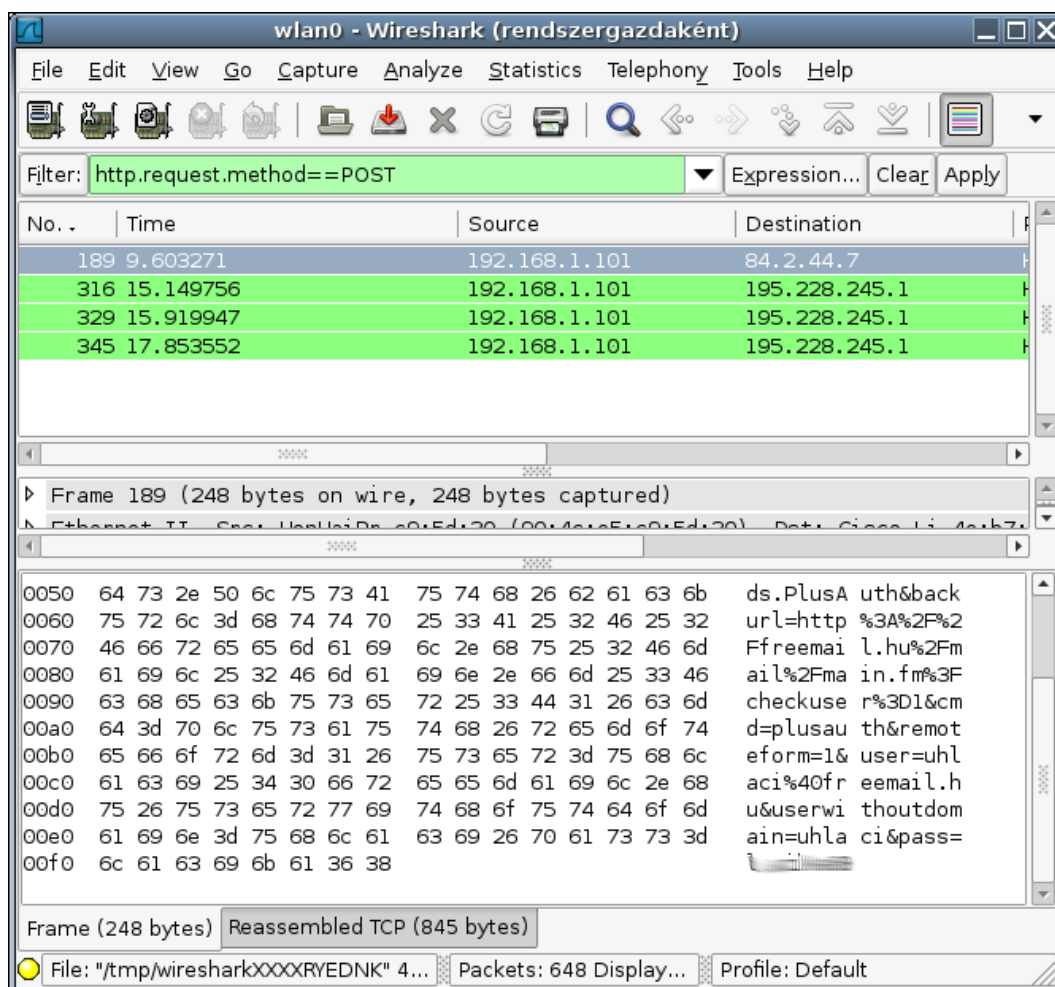 wlan0 - Wireshark (rendszergazdaként)
File Edit View Go Capture Analyze Statistics Telephony Tools Help
Filter: http.request.method==POST Expression... Clear Apply
No. . Time Source Destination
189 9.603271 192.168.1.101 84.2.44.7
316 15.149756 192.168.1.101 195.228.245.1
329 15.919947 192.168.1.101 195.228.245.1
345 17.853552 192.168.1.101 195.228.245.1
Frame 189 (248 bytes on wire, 248 bytes captured)
0050 64 73 2e 50 6c 75 73 41 75 74 68 26 62 61 63 6b ds.PlusA uth&back
0060 75 72 6c 3d 68 74 74 70 25 33 41 25 32 46 25 32 url=http %3A%2F%2
0070 46 66 72 65 65 6d 61 69 6c 2e 68 75 25 32 46 6d Ffreemai l.hu%2Fm
0080 61 69 6c 25 32 46 6d 61 69 6e 2e 66 6d 25 33 46 ail%2Fma in.fm%3F
0090 63 68 65 63 6b 75 73 65 72 25 33 44 31 26 63 6d checkuse r%3D1&cm
00a0 64 3d 70 6c 75 73 61 75 74 68 26 72 65 6d 6f 74 d=plusau th&remot
00b0 65 66 6f 72 6d 3d 31 26 75 73 65 72 3d 75 68 6c eform=1& user=uhl
00c0 61 63 69 25 34 30 66 72 65 65 6d 61 69 6c 2e 68 aci%40fr eemail.h
00d0 75 26 75 73 65 72 77 69 74 68 6f 75 74 64 6f 6d u&userwi thoutdom
00e0 61 69 6e 3d 75 68 6c 61 63 69 26 70 61 73 73 3d ain=uhla ci&pass=
00f0 6c 61 63 69 6b 61 36 38
Frame (248 bytes) Reassembled TCP (845 bytes)
File: "/tmp/wiresharkXXXXRYEDNK" 4... Packets: 648 Display... Profile: Default